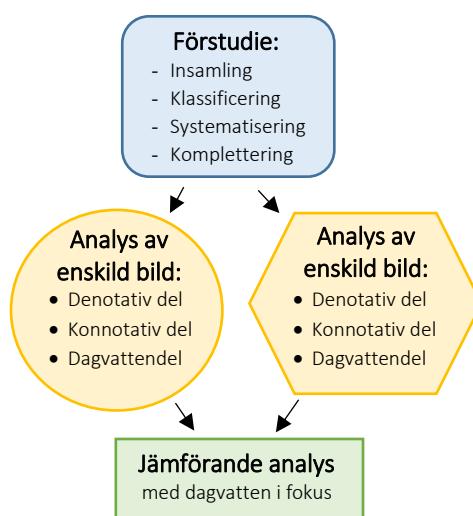 Förstudie:
- Insamling
- Klassificering
- Systematisering
- Komplettering
Analys av
enskild bild:
• Denotativ del
• Konnotativ del
• Dagvattendel
Analys av
enskild bild:
• Denotativ del
• Konnotativ del
• Dagvattendel
Jämförande analys
med dagvatten i fokus